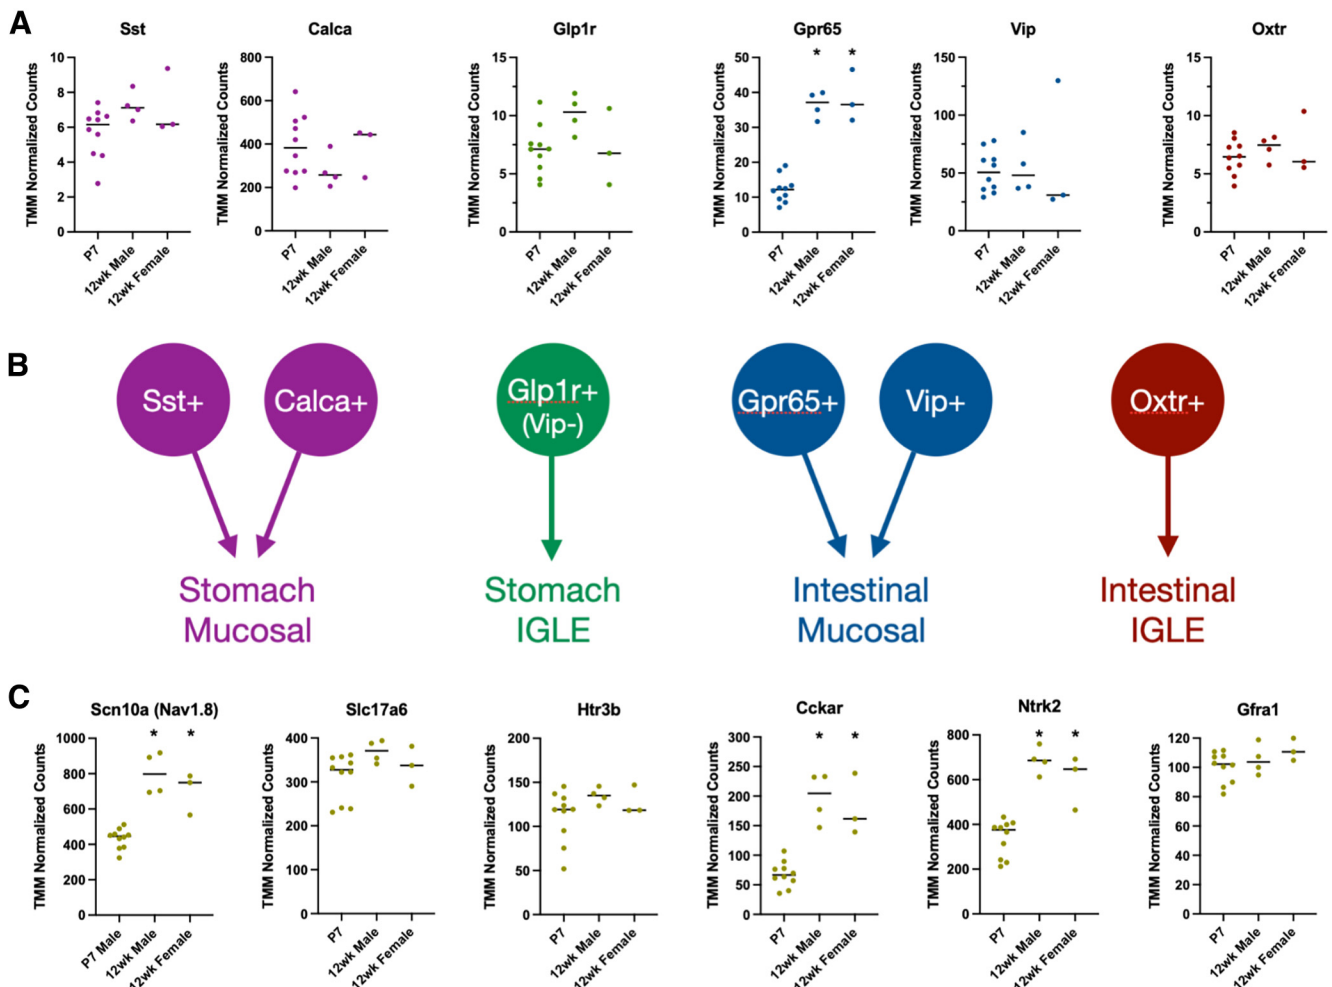 A
Sst
Calca
Glp1r
Gpr65
Vip
Oxtr
TMM Normalized Counts
10
8
6
4
2
0
P7
12wk Male
12wk Female
TMM Normalized Counts
800
600
400
200
0
P7
12wk Male
12wk Female
TMM Normalized Counts
15
10
5
0
P7
12wk Male
12wk Female
TMM Normalized Counts
50
40
30
20
10
0
* *
P7
12wk Male
12wk Female
TMM Normalized Counts
150
100
50
0
P7
12wk Male
12wk Female
TMM Normalized Counts
15
10
5
0
P7
12wk Male
12wk Female
B
Sst+
Calca+
Glp1r+
(Vip-)
Gpr65+
Vip+
Oxtr+
Stomach
Mucosal
Stomach
IGLE
Intestinal
Mucosal
Intestinal
IGLE
C
Scn10a (Nav1.8)
Slc17a6
Htr3b
Cckar
Ntrk2
Gfra1
TMM Normalized Counts
1000
800
600
400
200
0
* *
P7 Male
12wk Male
12wk Female
TMM Normalized Counts
400
300
200
100
0
P7
12wk Male
12wk Female
TMM Normalized Counts
200
150
100
50
0
P7
12wk Male
12wk Female
TMM Normalized Counts
300
250
200
150
100
50
0
* *
P7
12wk Male
12wk Female
TMM Normalized Counts
800
600
400
200
0
* *
P7
12wk Male
12wk Female
TMM Normalized Counts
120
100
80
60
40
20
0
P7
12wk Male
12wk Female